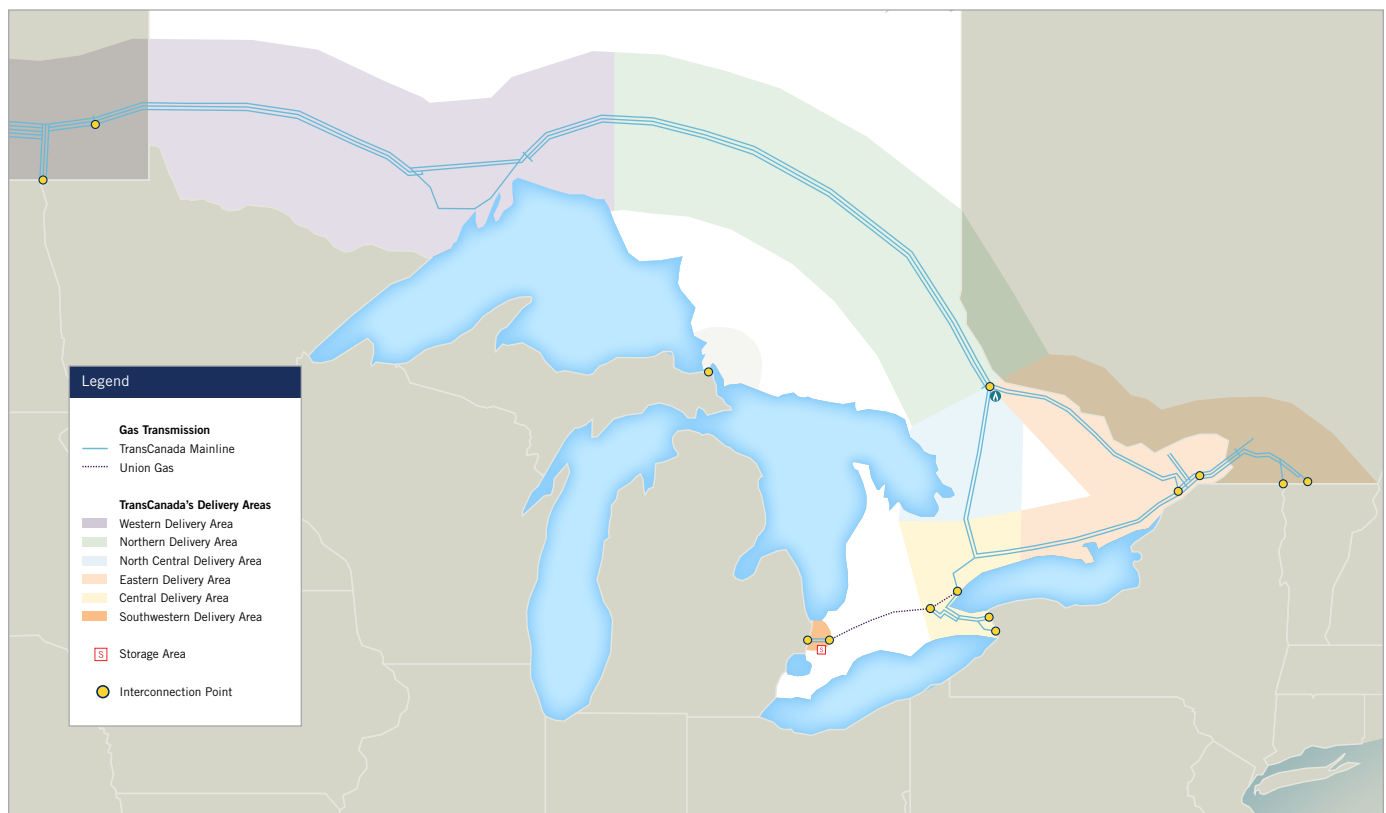 Legend
Gas Transmission
TransCanada Mainline
Union Gas
TransCanada's Delivery Areas
Western Delivery Area
Northern Delivery Area
North Central Delivery Area
Eastern Delivery Area
Central Delivery Area
Southwestern Delivery Area
S Storage Area
Interconnection Point
S